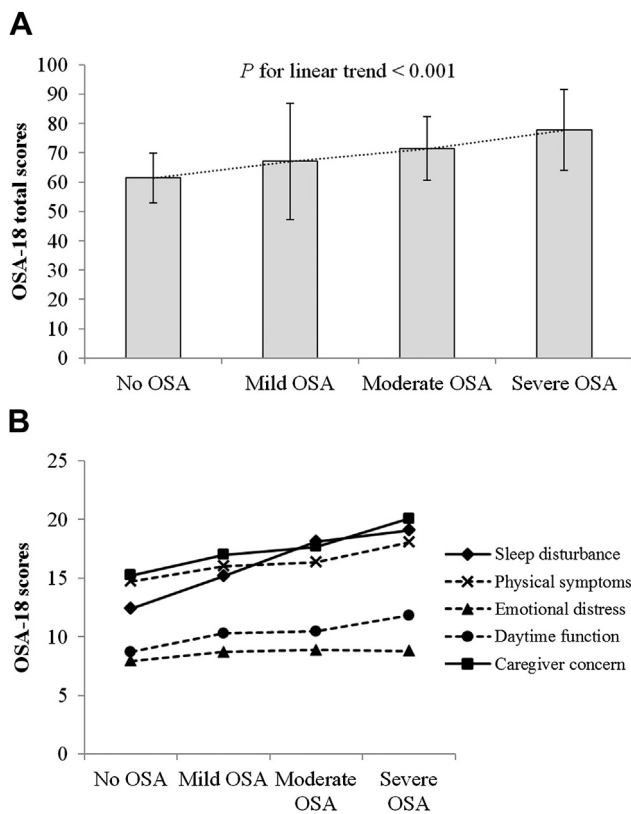 A
P for linear trend < 0.001
OSA-18 total scores
100
90
80
70
60
50
40
30
20
10
0
No OSA
Mild OSA
Moderate OSA
Severe OSA
B
OSA-18 scores
25
20
15
10
5
0
No OSA
Mild OSA
Moderate
OSA
Severe
OSA
Sleep disturbance
Physical symptoms
Emotional distress
Daytime function
Caregiver concern